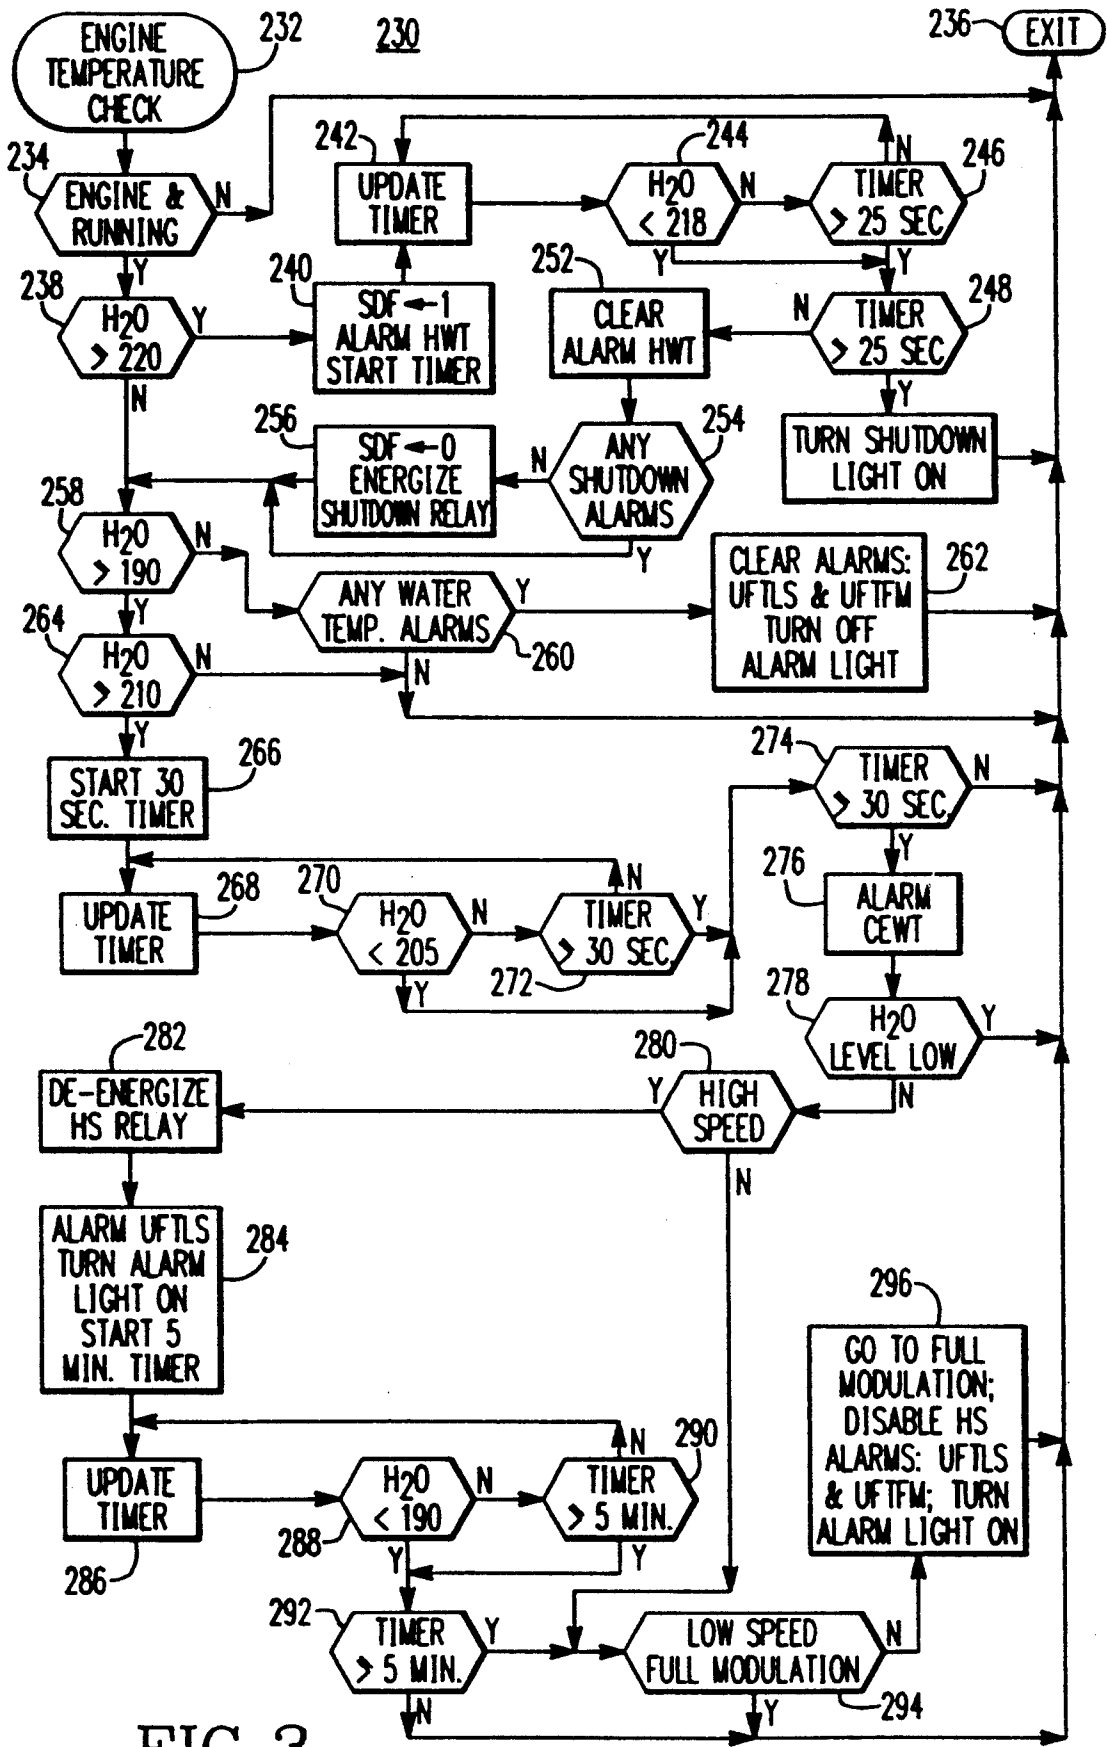 ENGINE
TEMPERATURE
CHECK
232
230
236
EXIT
234
ENGINE &
RUNNING
N
Y
242
UPDATE
TIMER
244
H2O
< 218
N
Y
N
246
TIMER
> 25 SEC
Y
238
H2O
> 220
Y
N
240
SDF←1
ALARM HWT
START TIMER
252
CLEAR
ALARM HWT
N
248
TIMER
> 25 SEC
Y
256
SDF←0
ENERGIZE
SHUTDOWN RELAY
N
254
ANY
SHUTDOWN
ALARMS
Y
TURN SHUTDOWN
LIGHT ON
258
H2O
> 190
N
Y
ANY WATER
TEMP. ALARMS
260
Y
N
CLEAR ALARMS:
UFTLS & UFTFM
TURN OFF
ALARM LIGHT
262
264
H2O
> 210
N
Y
266
START 30
SEC. TIMER
274
TIMER
> 30 SEC.
N
Y
268
UPDATE
TIMER
270
H2O
< 205
N
Y
N
TIMER
> 30 SEC.
272
Y
276
ALARM
CEWT
278
H2O
LEVEL LOW
Y
N
282
DE-ENERGIZE
HS RELAY
280
Y
HIGH
SPEED
N
ALARM UFTLS
TURN ALARM
LIGHT ON
START 5
MIN. TIMER
284
296
GO TO FULL
MODULATION;
DISABLE HS
ALARMS: UFTLS
& UFTFM; TURN
ALARM LIGHT ON
UPDATE
TIMER
286
H2O
< 190
288
N
Y
N
290
TIMER
> 5 MIN.
Y
292
TIMER
> 5 MIN.
Y
N
LOW SPEED
FULL MODULATION
294
N
Y
FIG. 3